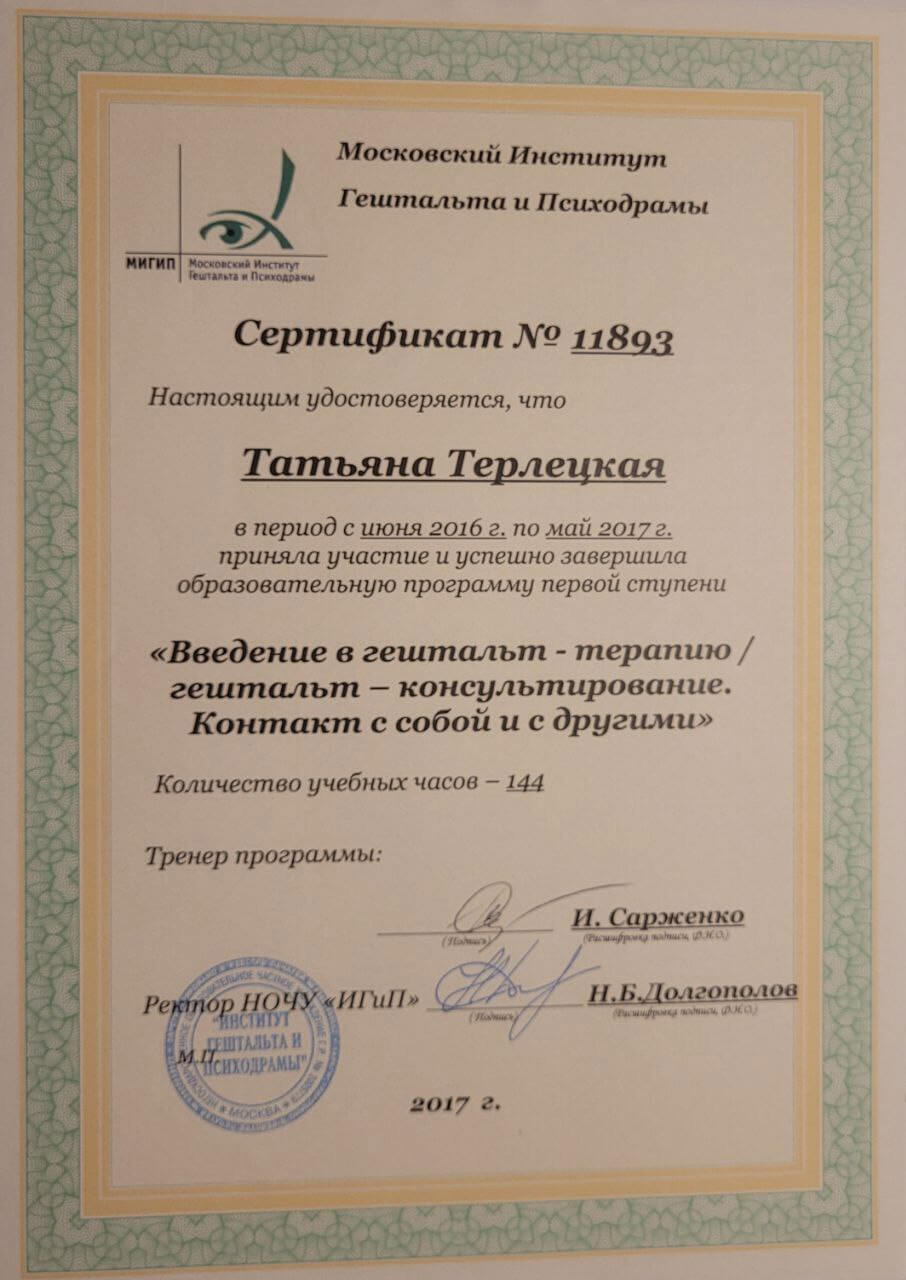 Московский Институт
Гештальта и Психодрамы
МИГИП
Московский Институт
Гештальта и Психодрамы
Сертификат № 11893
Настоящим удостоверяется, что
Татьяна Терлецкая
в период с июня 2016 г. по май 2017 г.
приняла участие и успешно завершила
образовательную программу первой ступени
«Введение в гештальт - терапию /
гештальт – консультирование.
Контакт с собой и с другими»
Количество учебных часов – 144
Тренер программы:
И. Сарженко
(Подпись) (Расшифровка подписи, Ф.И.О.)
Ректор НОЧУ «ИГиП» Н.Б.Долгополов
(Подпись) (Расшифровка подписи, Ф.И.О.)
"ИНСТИТУТ
ГЕШТАЛЬТА И
ПСИХОДРАМЫ"
МОСКВА
М.П.
2017 г.